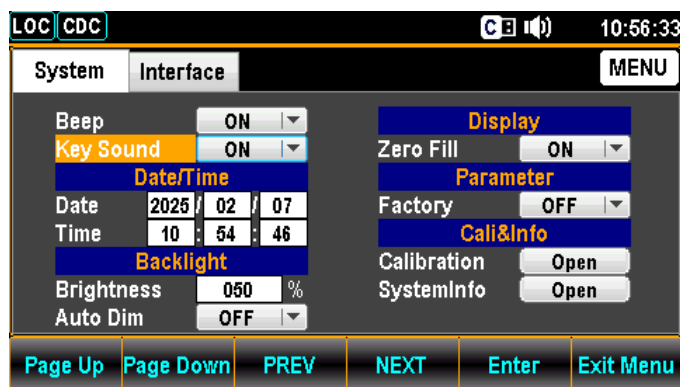 LOC CDC C 10:56:33
System Interface MENU
Beep ON
Key Sound ON
Date/Time
Date 2025 / 02 / 07
Time 10 : 54 : 46
Backlight
Brightness 050 %
Auto Dim OFF
Display
Zero Fill ON
Parameter
Factory OFF
Cali&Info
Calibration Open
SystemInfo Open
Page Up Page Down PREV NEXT Enter Exit Menu